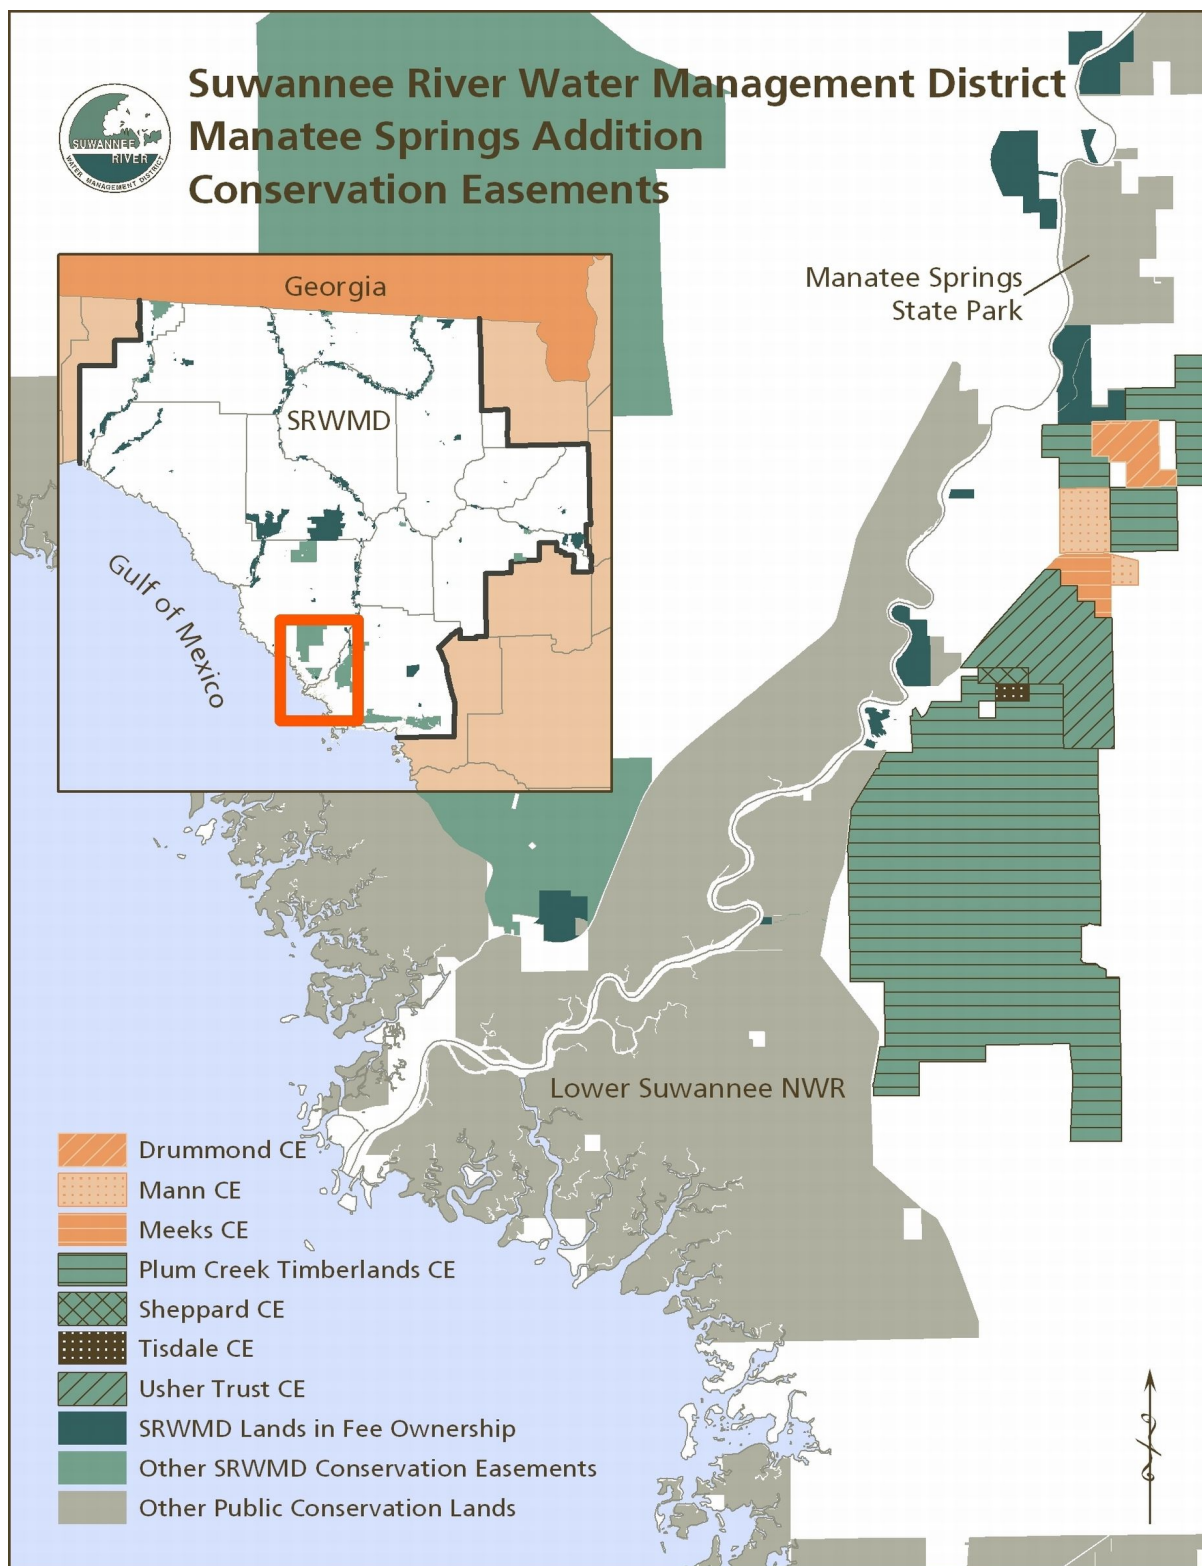 Suwannee River Water Management District
Manatee Springs Addition
Conservation Easements
SUWANNEE
RIVER
WATER MANAGEMENT DISTRICT
Georgia
SRWMD
Gulf of Mexico
Manatee Springs
State Park
Lower Suwannee NWR
Drummond CE
Mann CE
Meeks CE
Plum Creek Timberlands CE
Sheppard CE
Tisdale CE
Usher Trust CE
SRWMD Lands in Fee Ownership
Other SRWMD Conservation Easements
Other Public Conservation Lands